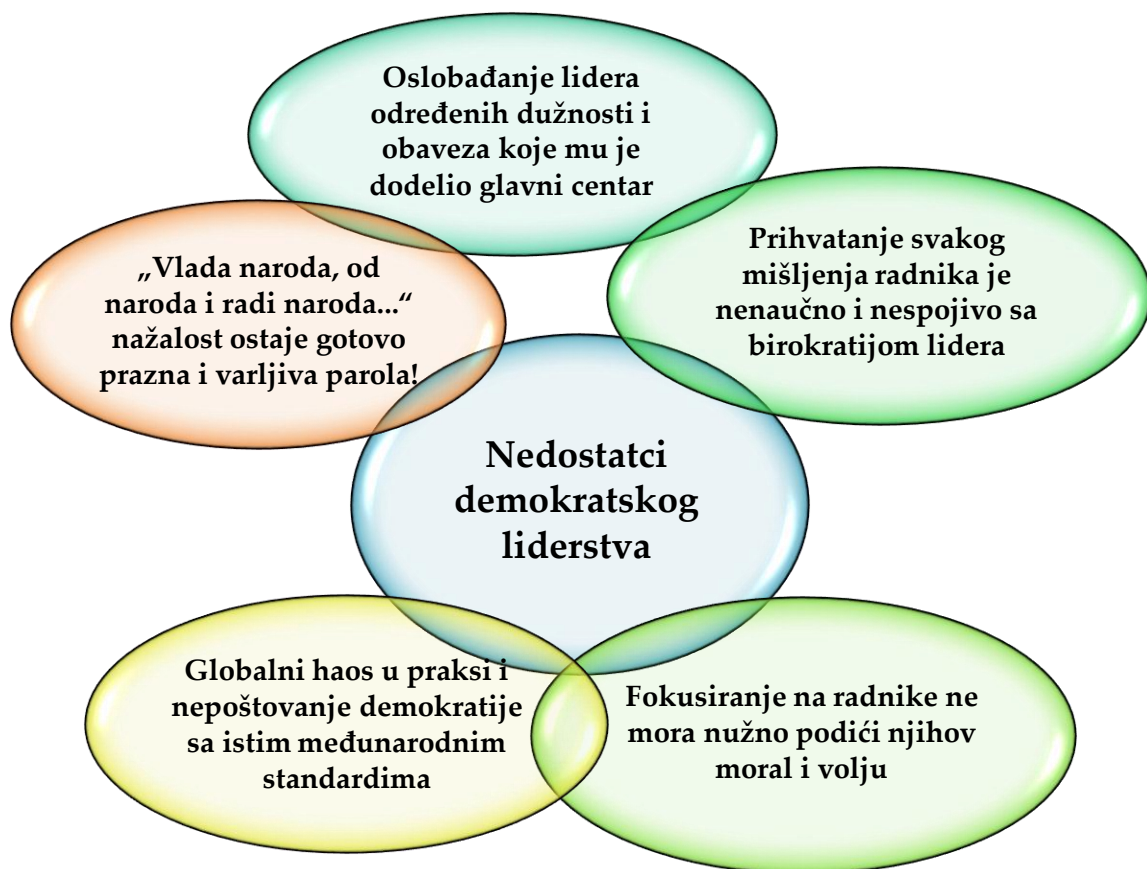 Oslobađanje lidera
određenih dužnosti i
obaveza koje mu je
dodelio glavni centar
Prihvatanje svakog
mišljenja radnika je
nenaučno i nespojivo sa
birokratijom lidera
„Vlada naroda, od
naroda i radi naroda...“
nažalost ostaje gotovo
prazna i varljiva parola!
Nedostatci
demokratskog
liderstva
Globalni haos u praksi i
nepoštovanje demokratije
sa istim međunarodnim
standardima
Fokusiranje na radnike ne
mora nužno podići njihov
moral i volju